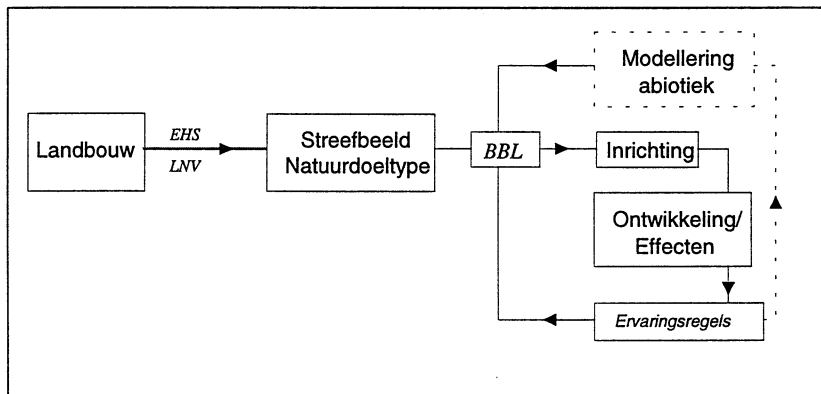 Modellering
abiotiek
Landbouw
EHS
LNV
Streefbeeld
Natuurdoeltype
BBL
Inrichting
Ontwikkeling/
Effecten
Ervaringsregels